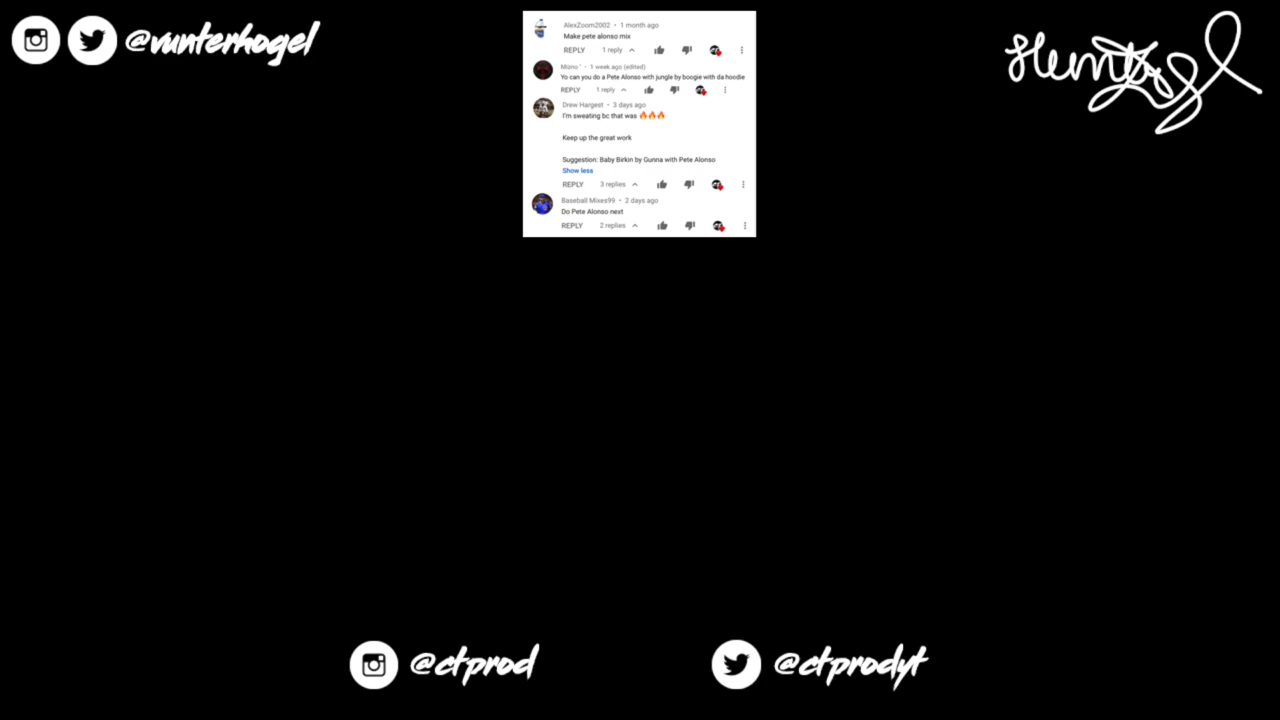 @vunterhogel
AlexZoom2002 • 1 month ago
Make pete alonso mix
REPLY 1 reply
Mizno ' • 1 week ago (edited)
Yo can you do a Pete Alonso with jungle by boogie with da hoodie
REPLY 1 reply
Drew Hargest • 3 days ago
I'm sweating bc that was 🔥🔥🔥
Keep up the great work
Suggestion: Baby Birkin by Gunna with Pete Alonso
Show less
REPLY 3 replies
Baseball Mixes99 • 2 days ago
Do Pete Alonso next
REPLY 2 replies
@ctprod
@ctprodyt